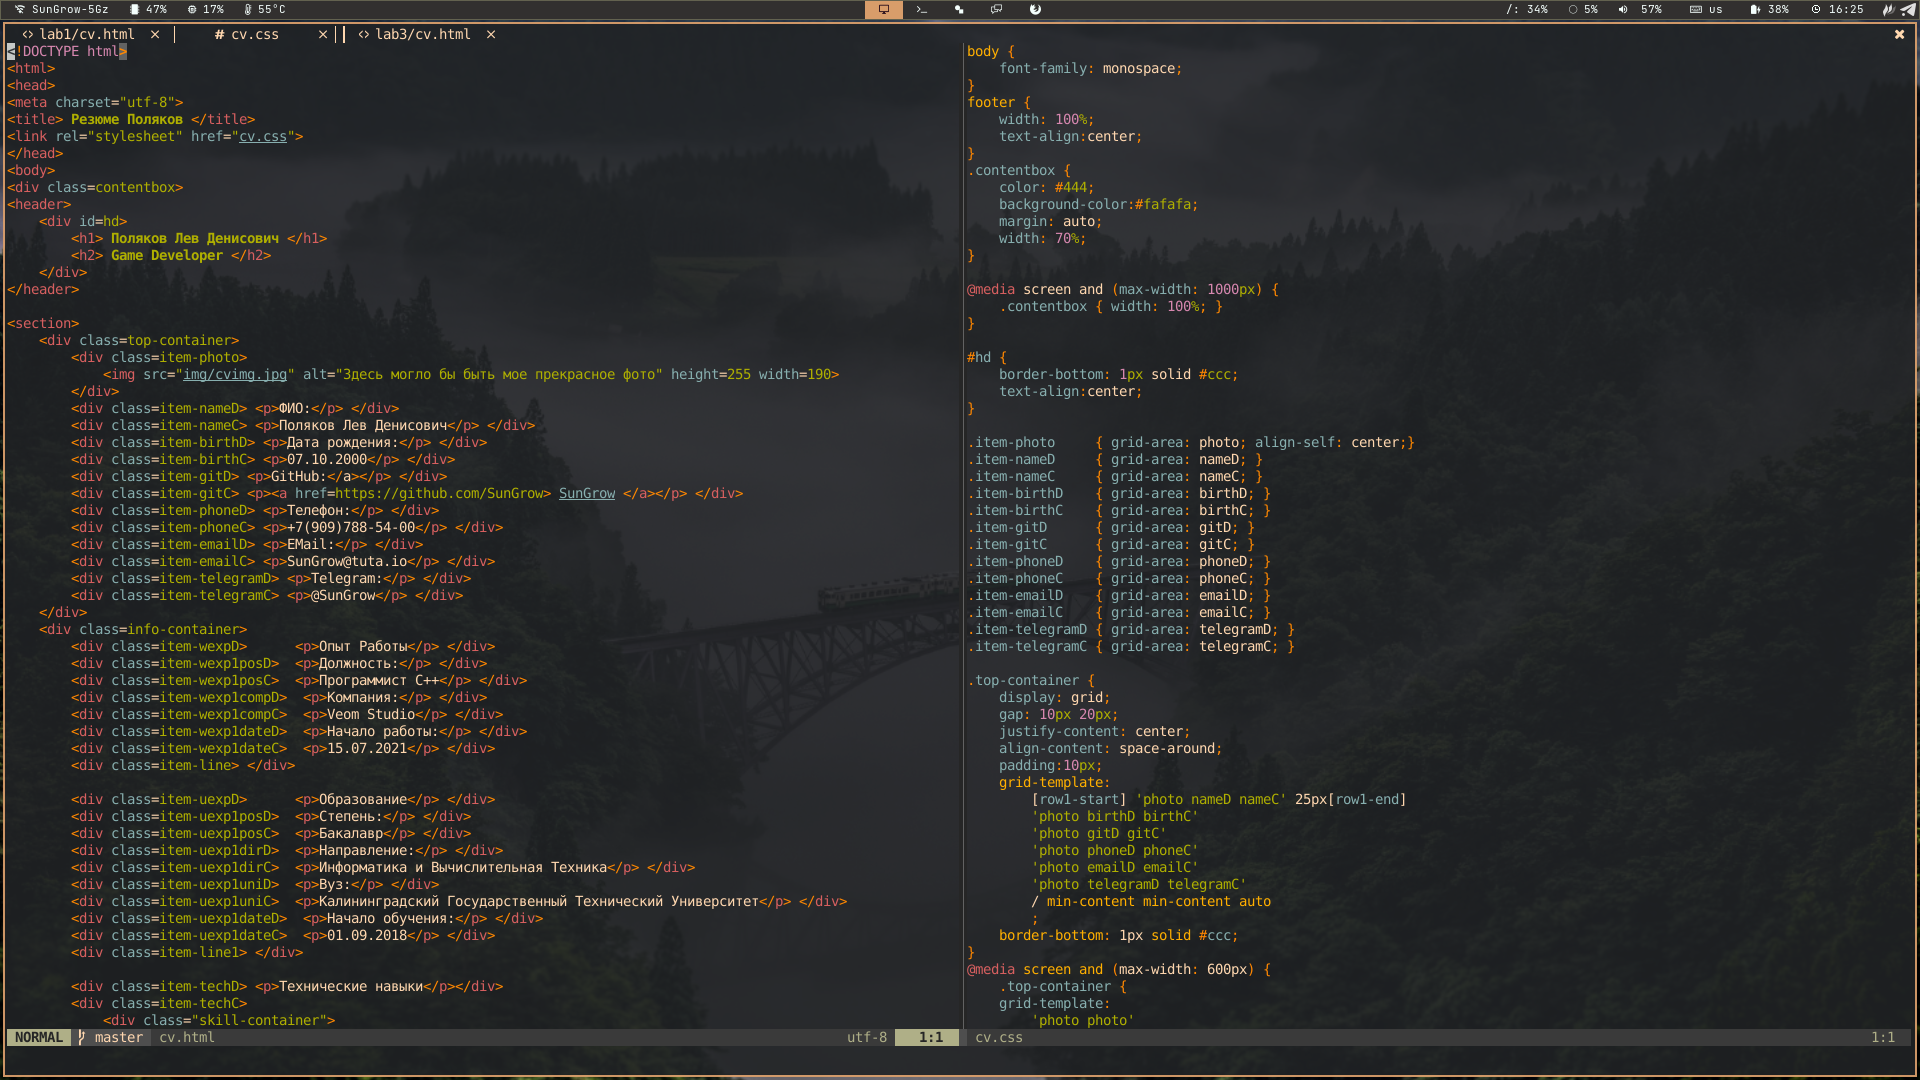 SunGrow-5Gz 47% 17% 55°C /: 34% 5% 57% us 38% 16:25
<> lab1/cv.html × # cv.css × <> lab3/cv.html ×
<!DOCTYPE html>
<html>
<head>
<meta charset="utf-8">
<title> Резюме Поляков </title>
<link rel="stylesheet" href="cv.css">
</head>
<body>
<div class=contentbox>
<header>
    <div id=hd>
        <h1> Поляков Лев Денисович </h1>
        <h2> Game Developer </h2>
    </div>
</header>

<section>
    <div class=top-container>
        <div class=item-photo>
            <img src="img/cvimg.jpg" alt="Здесь могло бы быть мое прекрасное фото" height=255 width=190>
        </div>
        <div class=item-nameD> <p>ФИО:</p> </div>
        <div class=item-nameC> <p>Поляков Лев Денисович</p> </div>
        <div class=item-birthD> <p>Дата рождения:</p> </div>
        <div class=item-birthC> <p>07.10.2000</p> </div>
        <div class=item-gitD> <p>GitHub:</a></p> </div>
        <div class=item-gitC> <p><a href=https://github.com/SunGrow> SunGrow </a></p> </div>
        <div class=item-phoneD> <p>Телефон:</p> </div>
        <div class=item-phoneC> <p>+7(909)788-54-00</p> </div>
        <div class=item-emailD> <p>EMail:</p> </div>
        <div class=item-emailC> <p>SunGrow@tuta.io</p> </div>
        <div class=item-telegramD> <p>Telegram:</p> </div>
        <div class=item-telegramC> <p>@SunGrow</p> </div>
    </div>
    <div class=info-container>
        <div class=item-wexpD>      <p>Опыт Работы</p> </div>
        <div class=item-wexp1posD>  <p>Должность:</p> </div>
        <div class=item-wexp1posC>  <p>Программист C++</p> </div>
        <div class=item-wexp1compD>  <p>Компания:</p> </div>
        <div class=item-wexp1compC>  <p>Veom Studio</p> </div>
        <div class=item-wexp1dateD>  <p>Начало работы:</p> </div>
        <div class=item-wexp1dateC>  <p>15.07.2021</p> </div>
        <div class=item-line> </div>

        <div class=item-uexpD>      <p>Образование</p> </div>
        <div class=item-uexp1posD>  <p>Степень:</p> </div>
        <div class=item-uexp1posC>  <p>Бакалавр</p> </div>
        <div class=item-uexp1dirD>  <p>Направление:</p> </div>
        <div class=item-uexp1dirC>  <p>Информатика и Вычислительная Техника</p> </div>
        <div class=item-uexp1uniD>  <p>Вуз:</p> </div>
        <div class=item-uexp1uniC>  <p>Калининградский Государственный Технический Университет</p> </div>
        <div class=item-uexp1dateD>  <p>Начало обучения:</p> </div>
        <div class=item-uexp1dateC>  <p>01.09.2018</p> </div>
        <div class=item-line1> </div>

        <div class=item-techD> <p>Технические навыки</p></div>
        <div class=item-techC>
            <div class="skill-container">
NORMAL master cv.html utf-8 1:1
body {
    font-family: monospace;
}
footer {
    width: 100%;
    text-align:center;
}
.contentbox {
    color: #444;
    background-color:#fafafa;
    margin: auto;
    width: 70%;
}

@media screen and (max-width: 1000px) {
    .contentbox { width: 100%; }
}

#hd {
    border-bottom: 1px solid #ccc;
    text-align:center;
}

.item-photo     { grid-area: photo; align-self: center;}
.item-nameD     { grid-area: nameD; }
.item-nameC     { grid-area: nameC; }
.item-birthD    { grid-area: birthD; }
.item-birthC    { grid-area: birthC; }
.item-gitD      { grid-area: gitD; }
.item-gitC      { grid-area: gitC; }
.item-phoneD    { grid-area: phoneD; }
.item-phoneC    { grid-area: phoneC; }
.item-emailD    { grid-area: emailD; }
.item-emailC    { grid-area: emailC; }
.item-telegramD { grid-area: telegramD; }
.item-telegramC { grid-area: telegramC; }

.top-container {
    display: grid;
    gap: 10px 20px;
    justify-content: center;
    align-content: space-around;
    padding:10px;
    grid-template:
        [row1-start] 'photo nameD nameC' 25px[row1-end]
        'photo birthD birthC'
        'photo gitD gitC'
        'photo phoneD phoneC'
        'photo emailD emailC'
        'photo telegramD telegramC'
        / min-content min-content auto
        ;
    border-bottom: 1px solid #ccc;
}
@media screen and (max-width: 600px) {
    .top-container {
    grid-template:
        'photo photo'
cv.css 1:1